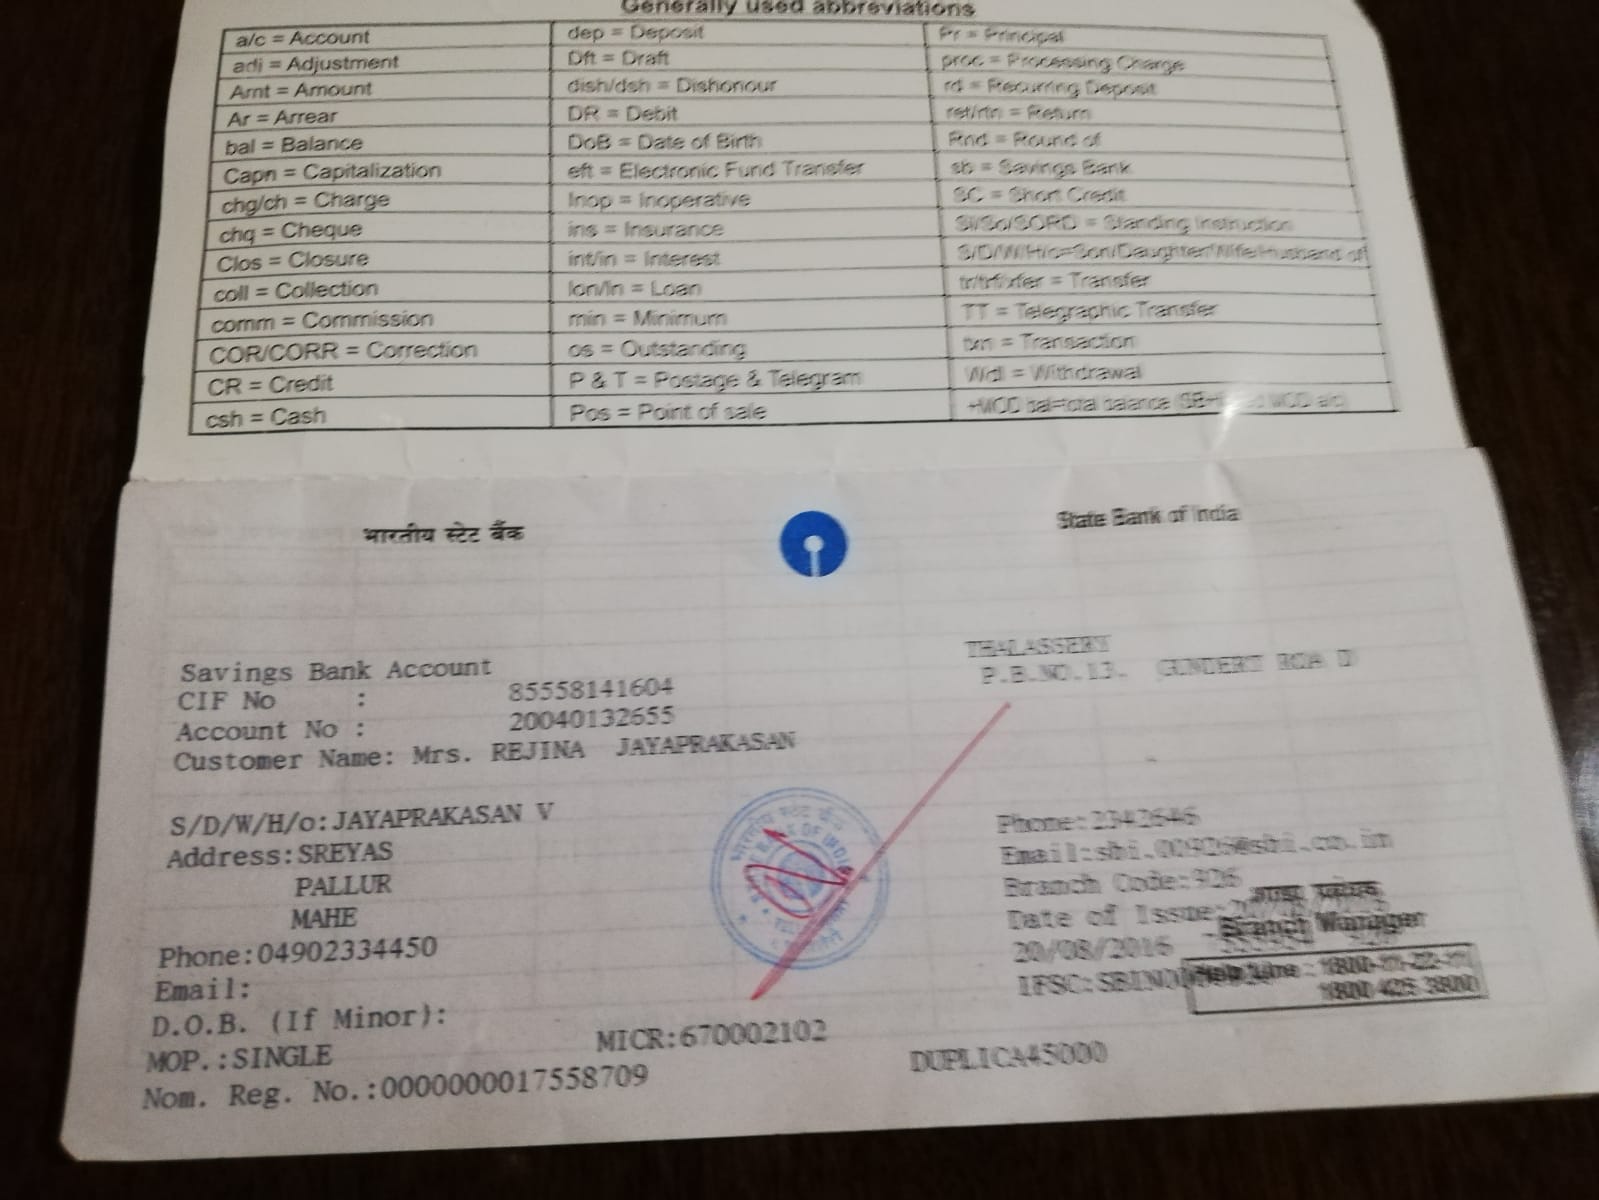 Generally used abbreviations
a/c = Account
adj = Adjustment
Amt = Amount
Ar = Arrear
bal = Balance
Capn = Capitalization
chg/ch = Charge
chq = Cheque
Clos = Closure
coll = Collection
comm = Commission
COR/CORR = Correction
CR = Credit
csh = Cash
dep = Deposit
Dft = Draft
dish/dsh = Dishonour
DR = Debit
DoB = Date of Birth
eft = Electronic Fund Transfer
Inop = Inoperative
ins = Insurance
int/in = Interest
lon/ln = Loan
min = Minimum
os = Outstanding
P & T = Postage & Telegram
Pos = Point of sale
Pr = Principal
proc = Processing Charge
rd = Recurring Deposit
ret/rtn = Return
Rnd = Round of
sb = Savings Bank
SC = Short Credit
SI/So/SORD = Standing Instruction
S/D/W/H/o=Son/Daughter/Wife/Husband of
tr/trf/xfer = Transfer
TT = Telegraphic Transfer
txn = Transaction
Wdl = Withdrawal
+MOD bal=total balance (SB+ MOD a/c)
भारतीय स्टेट बैंक
State Bank of India
THALASSERY
P.B.NO.13. GUNDERT ROA D
Savings Bank Account
CIF No : 85558141604
Account No : 20040132655
Customer Name: Mrs. REJINA JAYAPRAKASAN
S/D/W/H/o:JAYAPRAKASAN V
Address:SREYAS
PALLUR
MAHE
Phone:04902334450
Email:
D.O.B. (If Minor):
MOP.:SINGLE
Nom. Reg. No.:0000000017558709
MICR:670002102
Phone:2342646
Email:sbi.00926@sbi.co.in
Branch Code:926
Date of Issue:
20/08/2016
Branch Manager
IFSC:SBIN0
Help Line : 1800-11-22-11
1800 425 3800
DUPLICA45000